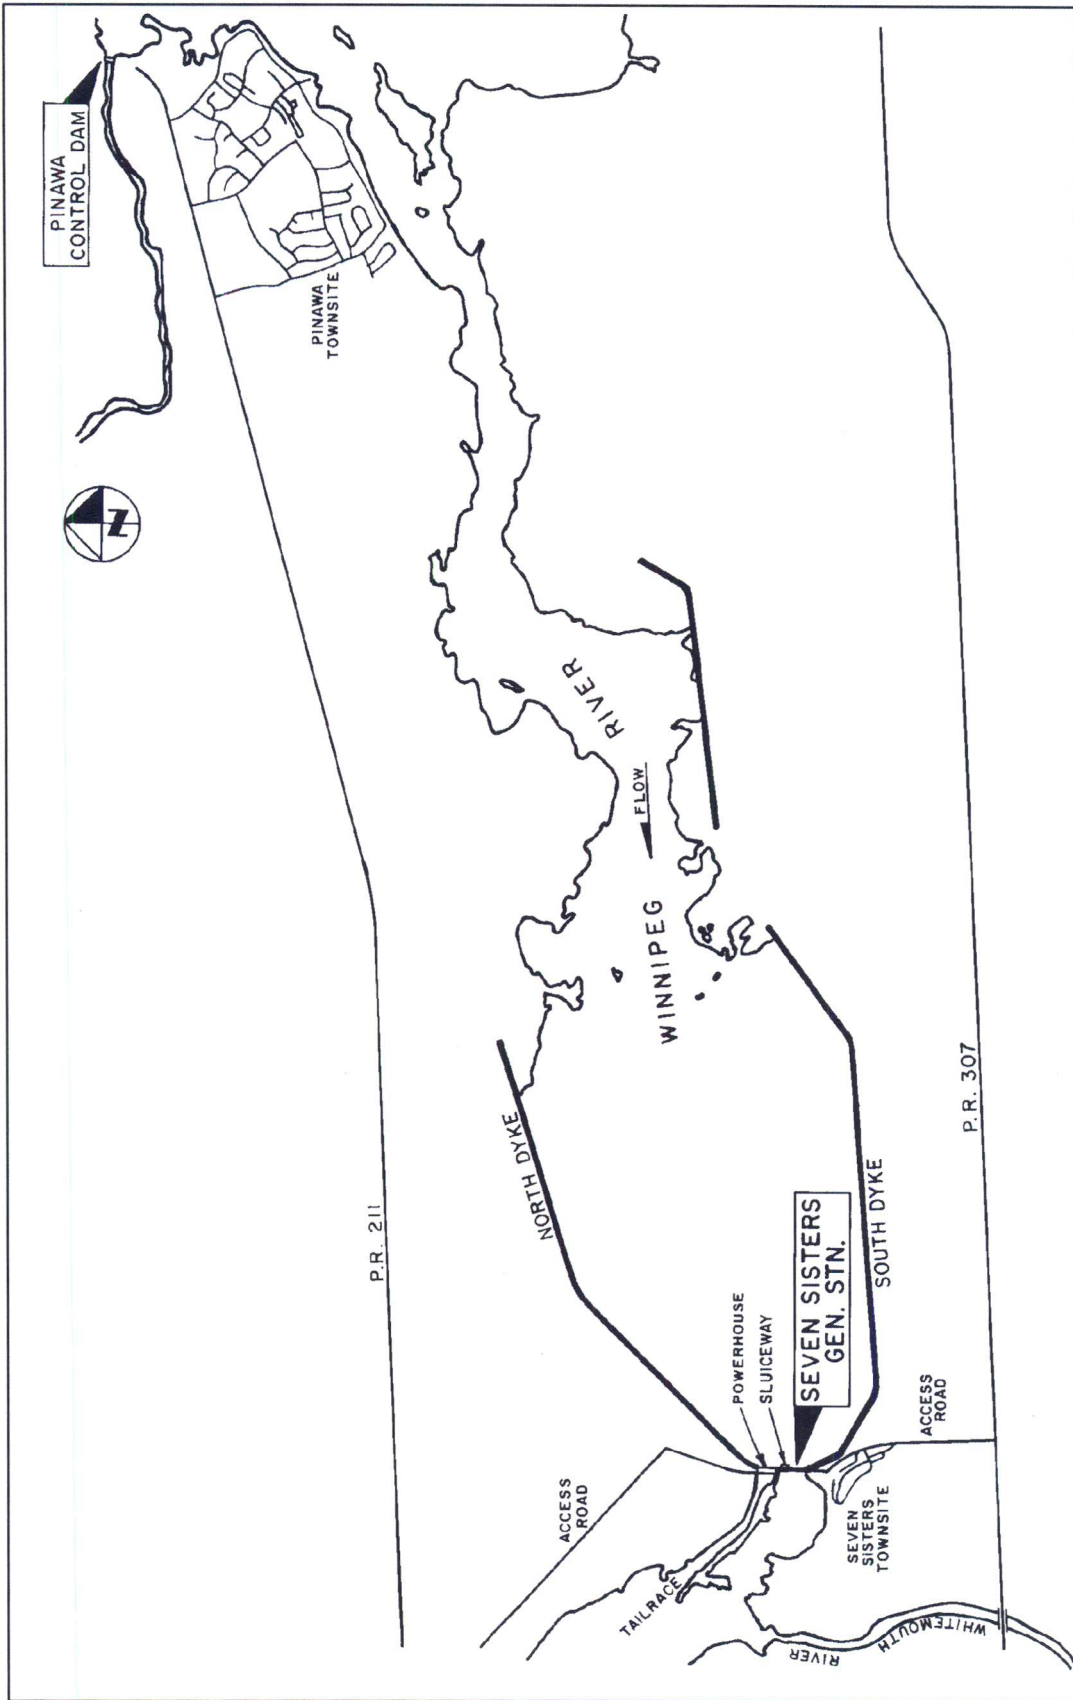 PINAWA
CONTROL DAM
N
PINAWA
TOWNSITE
RIVER
FLOW
WINNIPEG
NORTH DYKE
P.R. 211
P.R. 307
SOUTH DYKE
POWERHOUSE
SLUICEWAY
SEVEN SISTERS
GEN. STN.
ACCESS
ROAD
ACCESS
ROAD
SEVEN
SISTERS
TOWNSITE
TAILRACE
WHITEMOUTH
RIVER